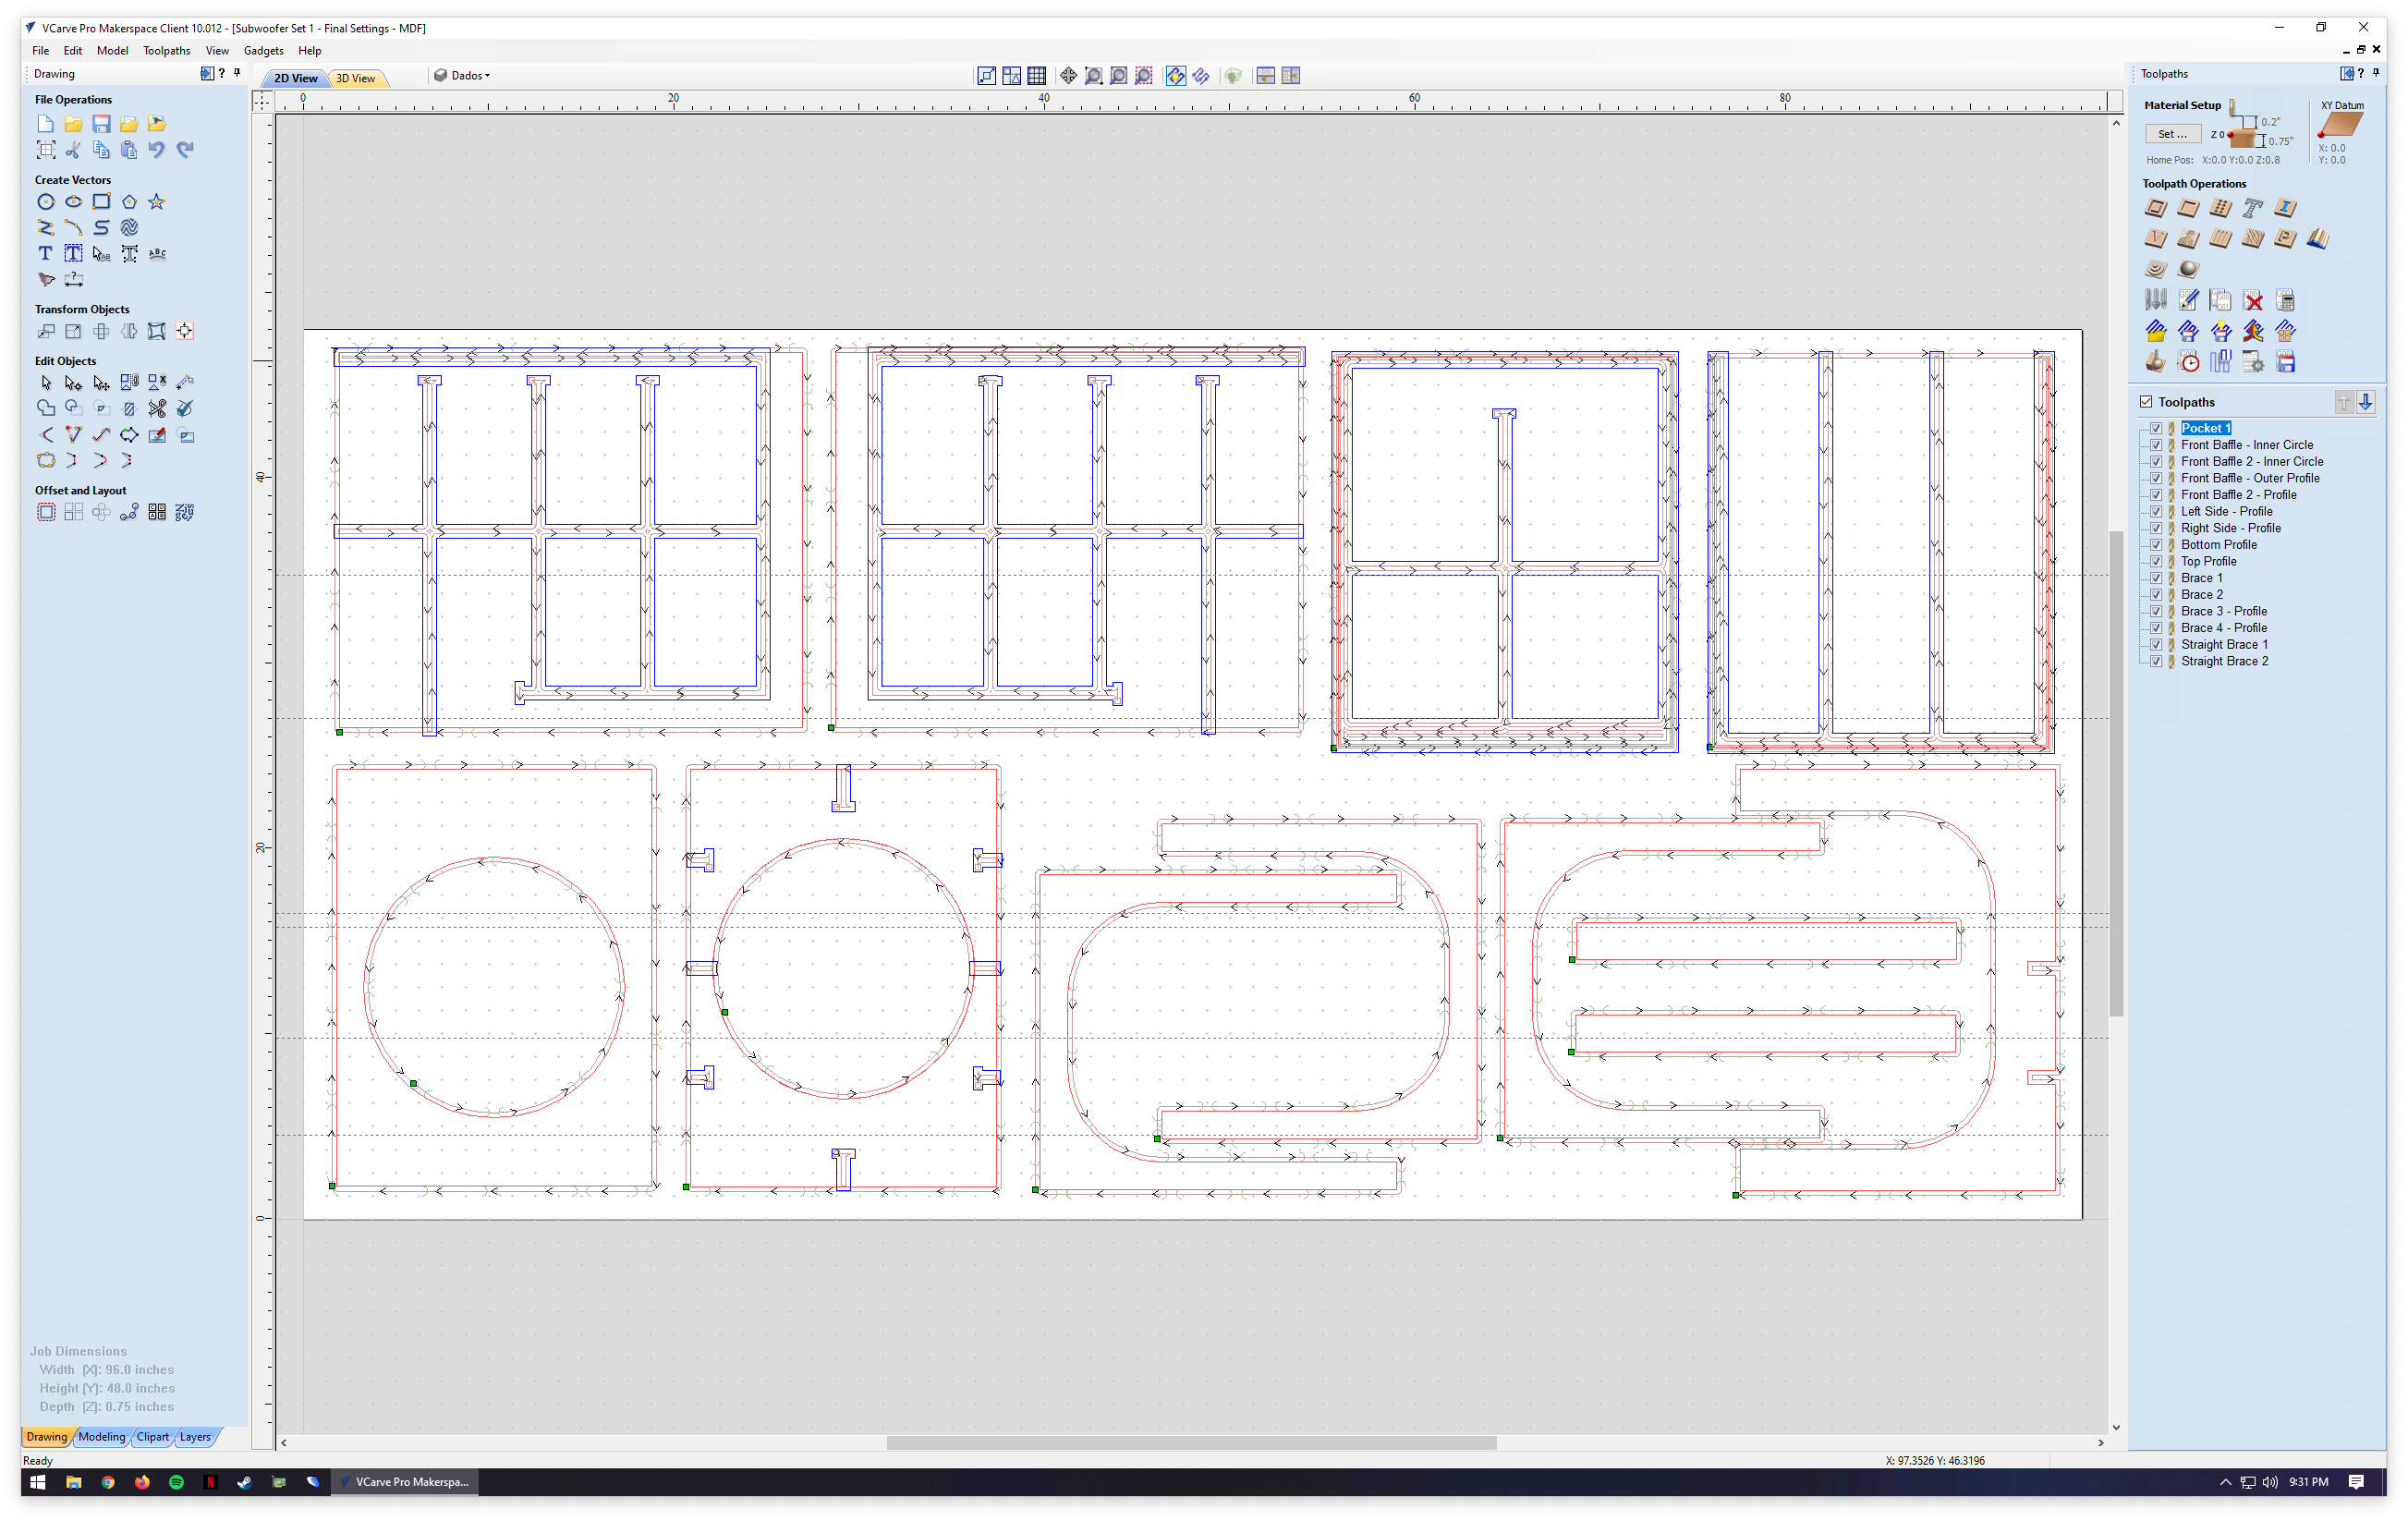 VCarve Pro Makerspace Client 10.012 - [Subwoofer Set 1 - Final Settings - MDF]
File Edit Model Toolpaths View Gadgets Help
Drawing
File Operations
Create Vectors
Transform Objects
Edit Objects
Offset and Layout
Job Dimensions
Width (X): 96.0 inches
Height (Y): 48.0 inches
Depth (Z): 0.75 inches
Drawing Modeling Clipart Layers
Ready
2D View 3D View
Dados
0 20 40 60 80
40
20
0
Toolpaths
Material Setup
Set ...
Z 0
0.2"
0.75"
XY Datum
X: 0.0
Y: 0.0
Home Pos: X:0.0 Y:0.0 Z:0.8
Toolpath Operations
Toolpaths
Pocket 1
Front Baffle - Inner Circle
Front Baffle 2 - Inner Circle
Front Baffle - Outer Profile
Front Baffle 2 - Profile
Left Side - Profile
Right Side - Profile
Bottom Profile
Top Profile
Brace 1
Brace 2
Brace 3 - Profile
Brace 4 - Profile
Straight Brace 1
Straight Brace 2
X: 97.3526 Y: 46.3196
VCarve Pro Makerspa...
9:31 PM